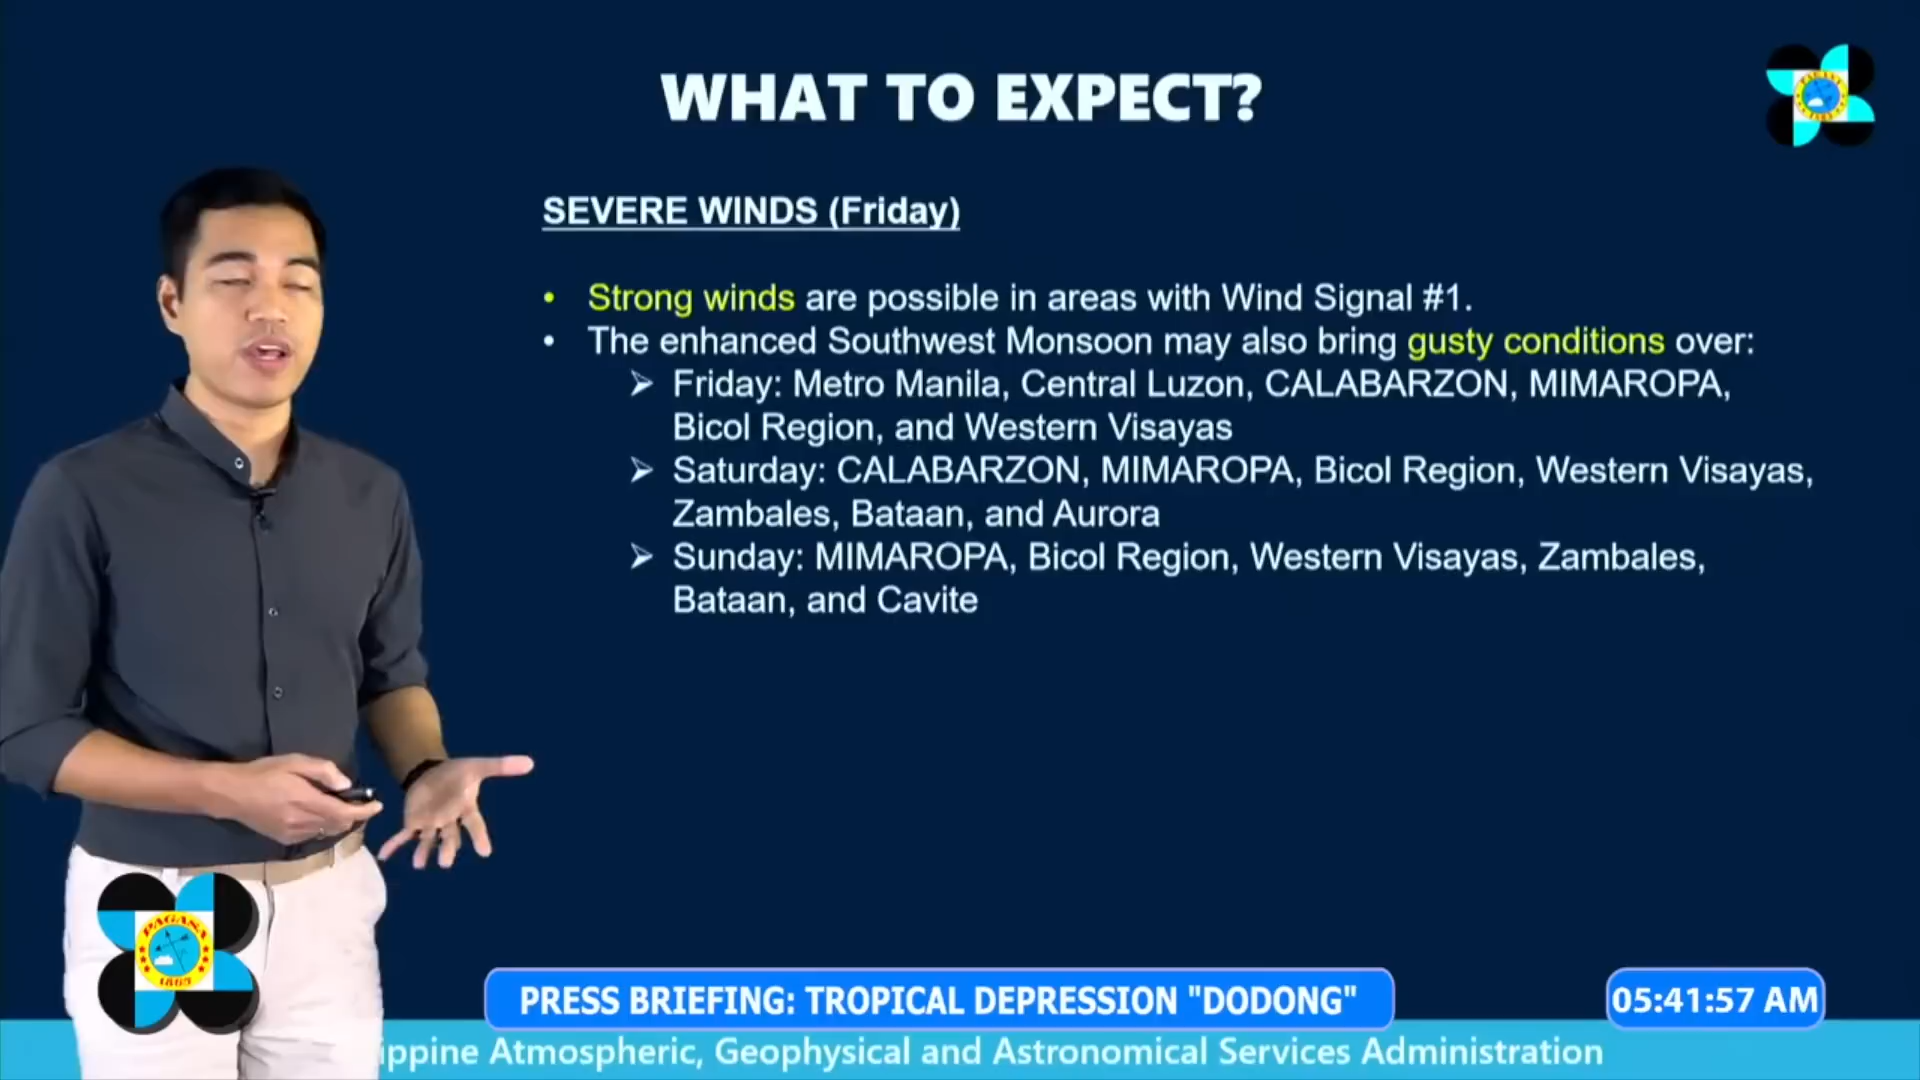 WHAT TO EXPECT?
SEVERE WINDS (Friday)
• Strong winds are possible in areas with Wind Signal #1.
• The enhanced Southwest Monsoon may also bring gusty conditions over:
➢ Friday: Metro Manila, Central Luzon, CALABARZON, MIMAROPA,
Bicol Region, and Western Visayas
➢ Saturday: CALABARZON, MIMAROPA, Bicol Region, Western Visayas,
Zambales, Bataan, and Aurora
➢ Sunday: MIMAROPA, Bicol Region, Western Visayas, Zambales,
Bataan, and Cavite
PAGASA
1865
PRESS BRIEFING: TROPICAL DEPRESSION "DODONG"
05:41:57 AM
ippine Atmospheric, Geophysical and Astronomical Services Administration